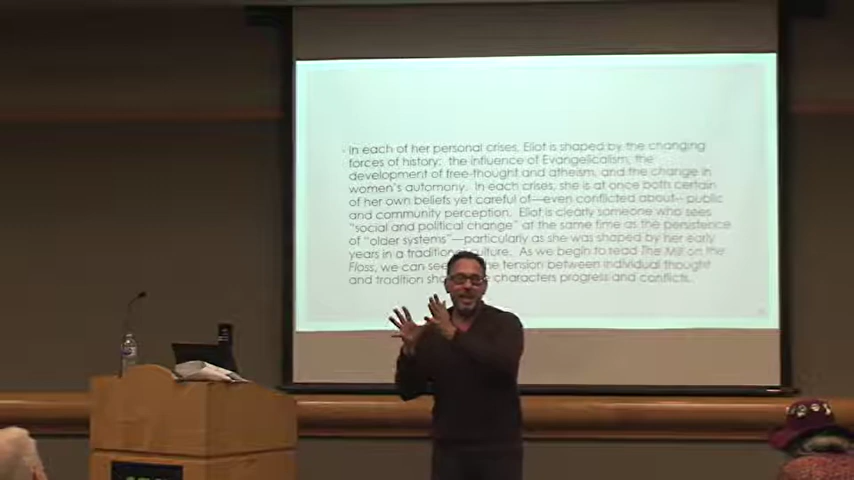 In each of her personal crises, Eliot is shaped by the changing
forces of history: the influence of Evangelicalism, the
development of free-thought and atheism, and the change in
women's autonomy. In each crisis, she is at once both certain
of her own beliefs yet careful of—even conflicted about-- public
and community perception. Eliot is clearly someone who sees
"social and political change" at the same time as the persistence
of "older systems"—particularly as she was shaped by her early
years in a traditional culture. As we begin to read The Mill on the
Floss, we can see the tension between individual thought
and tradition characters progress and conflicts.